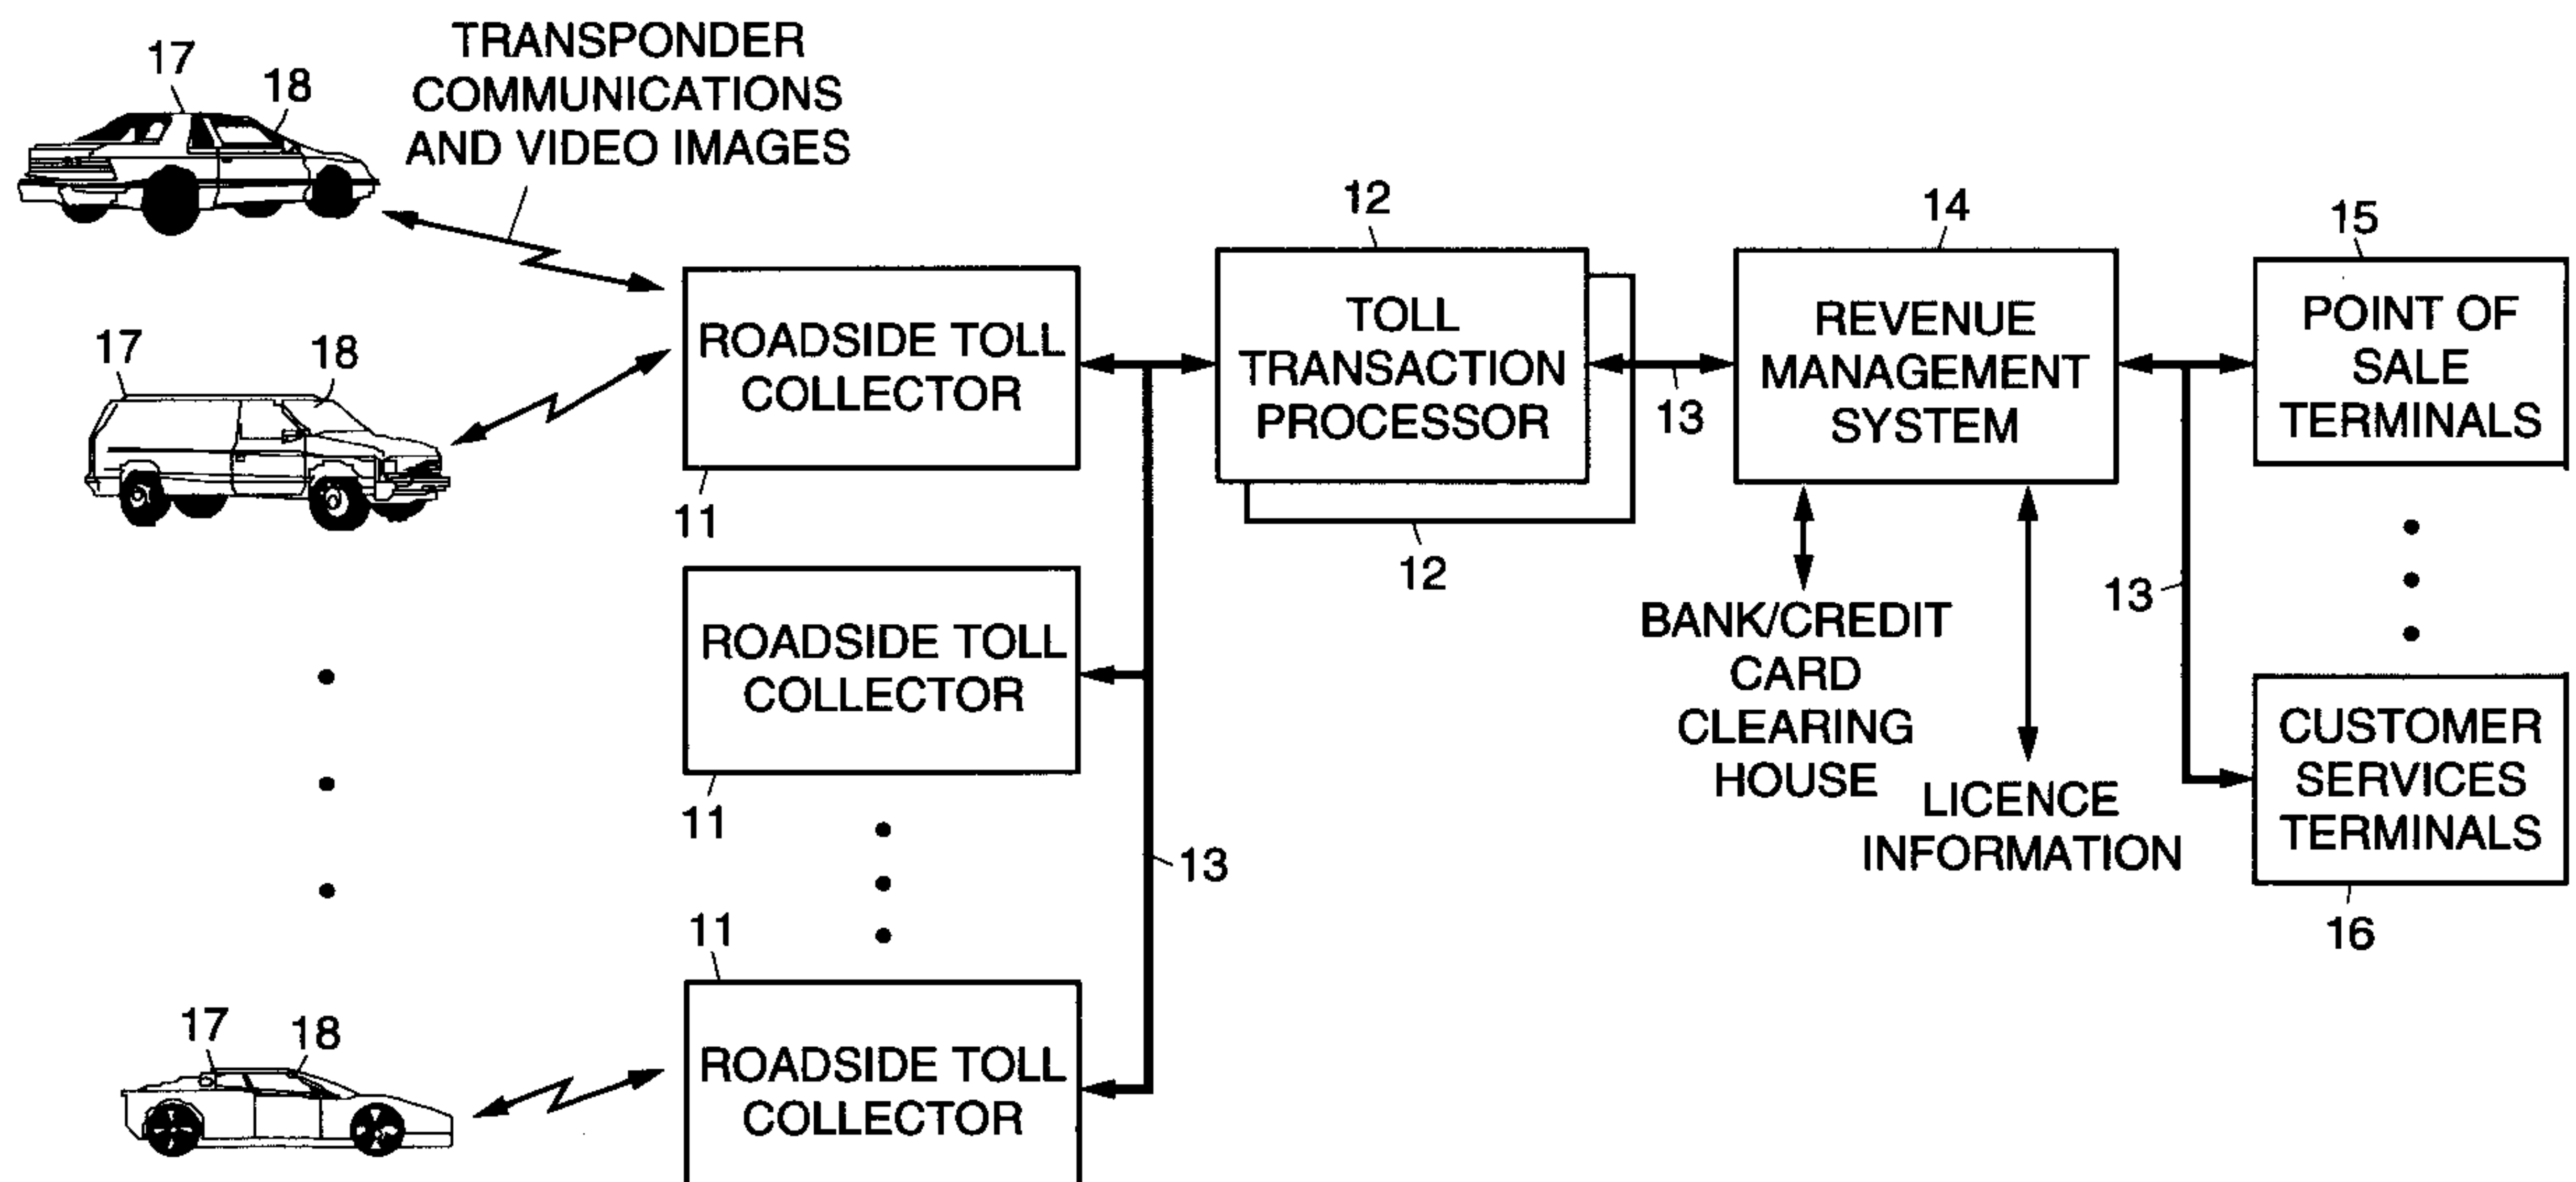 TRANSPONDER
COMMUNICATIONS
AND VIDEO IMAGES
17
18
17
18
17
18
ROADSIDE TOLL
COLLECTOR
11
ROADSIDE TOLL
COLLECTOR
11
11
ROADSIDE TOLL
COLLECTOR
13
12
TOLL
TRANSACTION
PROCESSOR
12
13
14
REVENUE
MANAGEMENT
SYSTEM
BANK/CREDIT
CARD
CLEARING
HOUSE
LICENCE
INFORMATION
15
POINT OF
SALE
TERMINALS
13
CUSTOMER
SERVICES
TERMINALS
16